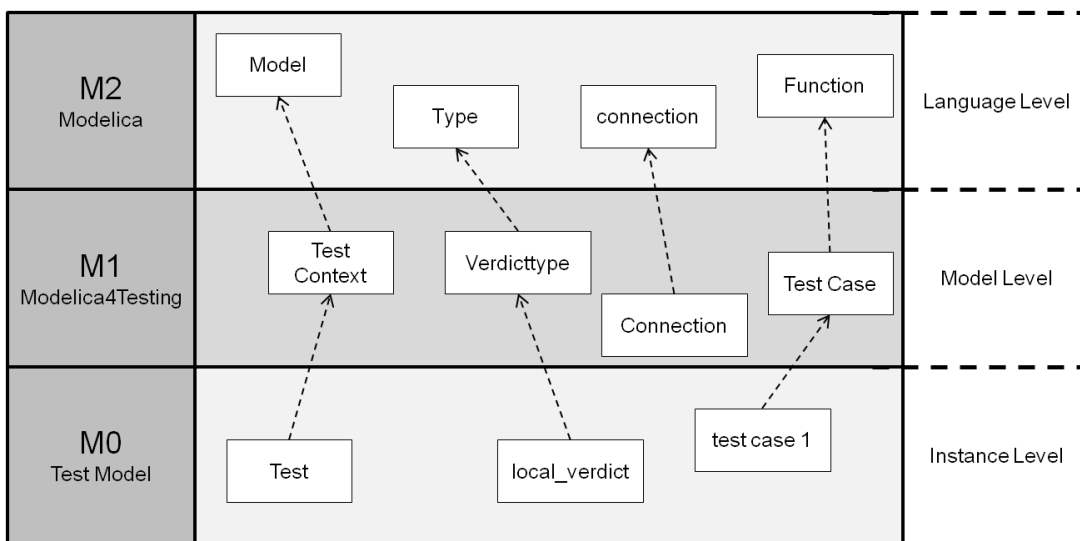 M2
Modelica
Model
Type
connection
Function
Language Level
M1
Modelica4Testing
Test
Context
Verdicttype
Connection
Test Case
Model Level
M0
Test Model
Test
local_verdict
test case 1
Instance Level